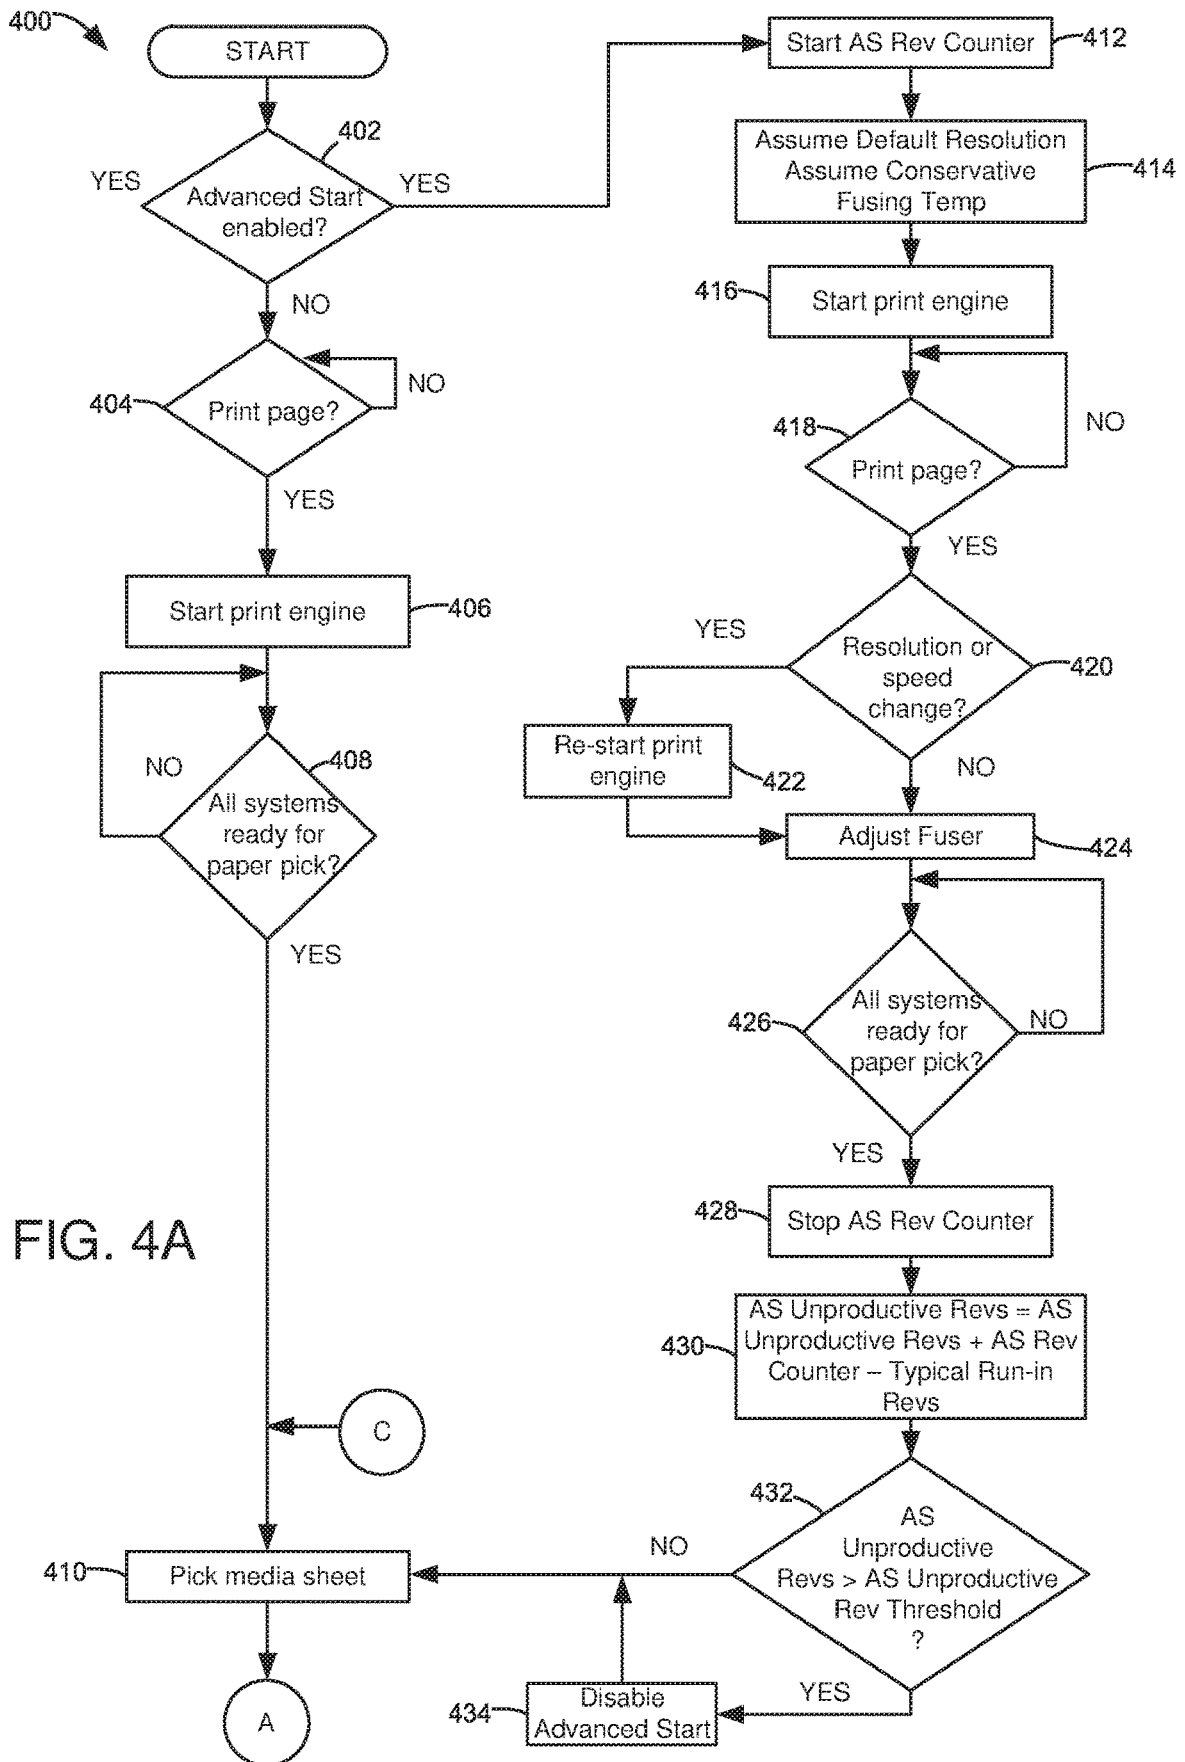 400
START
402
YES
YES
Advanced Start
enabled?
NO
NO
404
Print page?
YES
Start print engine
406
408
NO
All systems
ready for
paper pick?
YES
FIG. 4A
C
410
Pick media sheet
A
Start AS Rev Counter
412
Assume Default Resolution
Assume Conservative
Fusing Temp
414
416
Start print engine
418
NO
Print page?
YES
YES
Resolution or
speed
change?
420
Re-start print
engine
422
NO
Adjust Fuser
424
426
All systems
ready for
paper pick?
NO
YES
428
Stop AS Rev Counter
430
AS Unproductive Revs = AS
Unproductive Revs + AS Rev
Counter – Typical Run-in
Revs
432
NO
AS
Unproductive
Revs > AS Unproductive
Rev Threshold
?
YES
434
Disable
Advanced Start